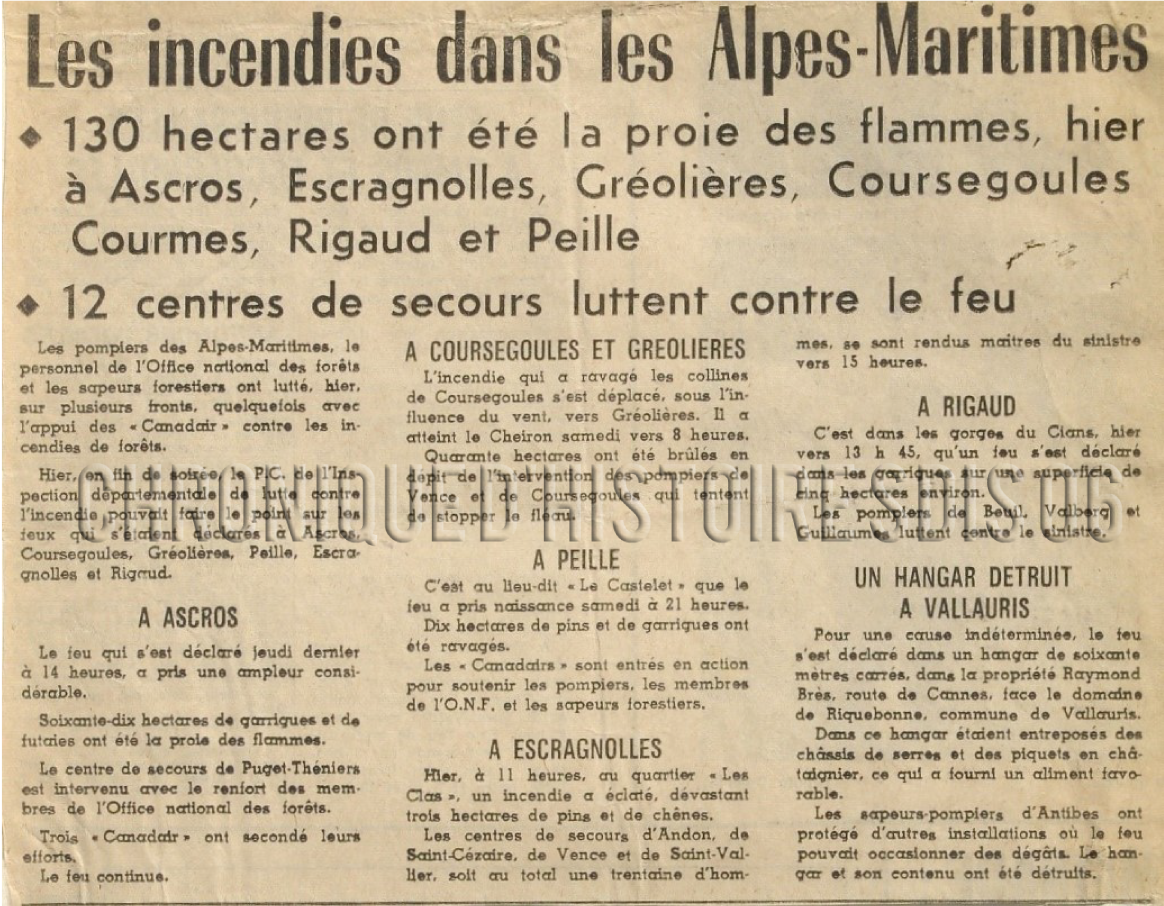 Les incendies dans les Alpes-Maritimes
◆ 130 hectares ont été la proie des flammes, hier
à Ascros, Escragnolles, Gréolières, Coursegoules
Courmes, Rigaud et Peille
◆ 12 centres de secours luttent contre le feu
Les pompiers des Alpes-Maritimes, le
personnel de l'Office national des forêts
et les sapeurs forestiers ont lutté, hier,
sur plusieurs fronts, quelquefois avec
l'appui des « Canadair » contre les in-
cendies de forêts.
Hier, en fin de soirée, le P.C. de l'Ins-
pection départementale de lutte contre
l'incendie pouvait faire le point sur les
feux qui s'étaient déclarés à Ascros,
Coursegoules, Gréolières, Peille, Escra-
gnolles et Rigaud.
A ASCROS
Le feu qui s'est déclaré jeudi dernier
à 14 heures, a pris une ampleur consi-
dérable.
Soixante-dix hectares de garrigues et de
futaies ont été la proie des flammes.
Le centre de secours de Puget-Théniers
est intervenu avec le renfort des mem-
bres de l'Office national des forêts.
Trois « Canadair » ont secondé leurs
efforts.
Le feu continue.
A COURSEGOULES ET GREOLIERES
L'incendie qui a ravagé les collines
de Coursegoules s'est déplacé, sous l'in-
fluence du vent, vers Gréolières. Il a
atteint le Cheiron samedi vers 8 heures.
Quarante hectares ont été brûlés en
dépit de l'intervention des pompiers de
Vence et de Coursegoules qui tentent
de stopper le fléau.
A PEILLE
C'est au lieu-dit « Le Castelet » que le
feu a pris naissance samedi à 21 heures.
Dix hectares de pins et de garrigues ont
été ravagés.
Les « Canadairs » sont entrés en action
pour soutenir les pompiers, les membres
de l'O.N.F. et les sapeurs forestiers.
A ESCRAGNOLLES
Hier, à 11 heures, au quartier « Les
Clas », un incendie a éclaté, dévastant
trois hectares de pins et de chênes.
Les centres de secours d'Andon, de
Saint-Cézaire, de Vence et de Saint-Val-
lier, soit au total une trentaine d'hom-
mes, se sont rendus maîtres du sinistre
vers 15 heures.
A RIGAUD
C'est dans les gorges du Cians, hier
vers 13 h 45, qu'un feu s'est déclaré
dans les garrigues sur une superficie de
cinq hectares environ.
Les pompiers de Beuil, Valberg et
Guillaumes luttent contre le sinistre.
UN HANGAR DETRUIT
A VALLAURIS
Pour une cause indéterminée, le feu
s'est déclaré dans un hangar de soixante
mètres carrés, dans la propriété Raymond
Brès, route de Cannes, face le domaine
de Riquebonne, commune de Vallauris.
Dans ce hangar étaient entreposés des
châssis de serres et des piquets en châ-
taignier, ce qui a fourni un aliment favo-
rable.
Les sapeurs-pompiers d'Antibes ont
protégé d'autres installations où le feu
pouvait occasionner des dégâts. Le han-
gar et son contenu ont été détruits.
CHRONIQUE D'HISTOIRE SDIS 06